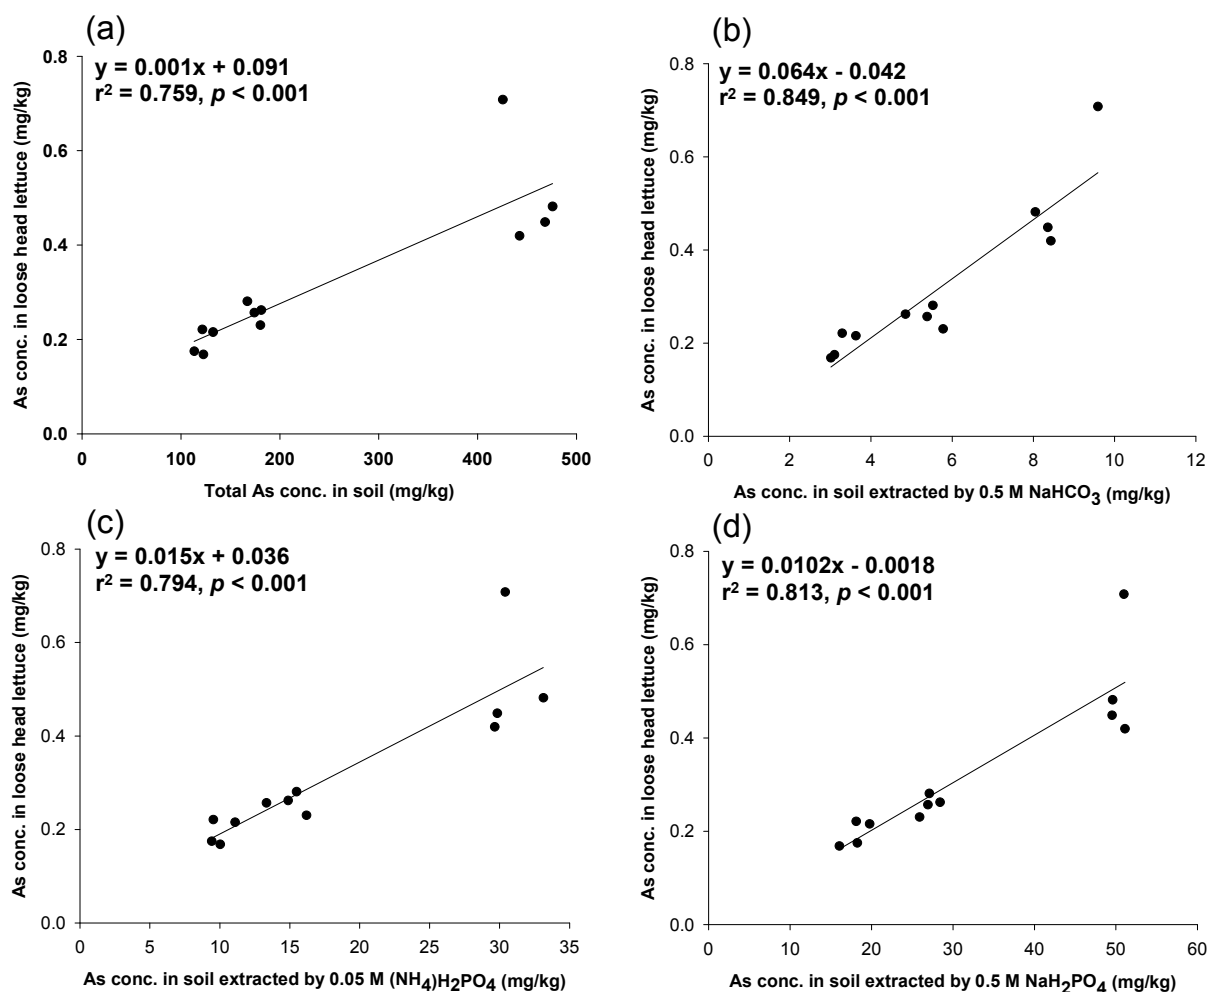 (a)
y = 0.001x + 0.091
r² = 0.759, p < 0.001
As conc. in loose head lettuce (mg/kg)
0.8
0.6
0.4
0.2
0.0
0 100 200 300 400 500
Total As conc. in soil (mg/kg)
(b)
y = 0.064x - 0.042
r² = 0.849, p < 0.001
As conc. in loose head lettuce (mg/kg)
0.8
0.6
0.4
0.2
0.0
0 2 4 6 8 10 12
As conc. in soil extracted by 0.5 M NaHCO₃ (mg/kg)
(c)
y = 0.015x + 0.036
r² = 0.794, p < 0.001
As conc. in loose head lettuce (mg/kg)
0.8
0.6
0.4
0.2
0.0
0 5 10 15 20 25 30 35
As conc. in soil extracted by 0.05 M (NH₄)H₂PO₄ (mg/kg)
(d)
y = 0.0102x - 0.0018
r² = 0.813, p < 0.001
As conc. in loose head lettuce (mg/kg)
0.8
0.6
0.4
0.2
0.0
0 10 20 30 40 50 60
As conc. in soil extracted by 0.5 M NaH₂PO₄ (mg/kg)